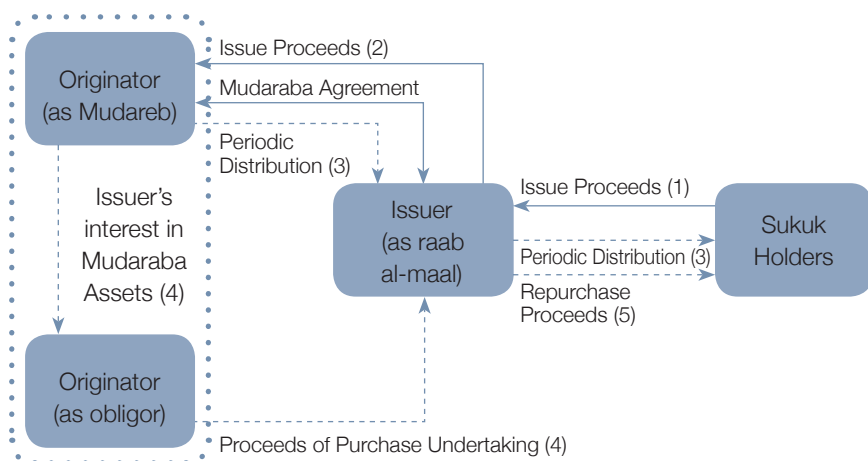 Originator
(as Mudareb)
Issue Proceeds (2)
Mudaraba Agreement
Periodic
Distribution (3)
Issuer's
interest in
Mudaraba
Assets (4)
Issuer
(as raab
al-maal)
Issue Proceeds (1)
Periodic Distribution (3)
Repurchase
Proceeds (5)
Sukuk
Holders
Originator
(as obligor)
Proceeds of Purchase Undertaking (4)